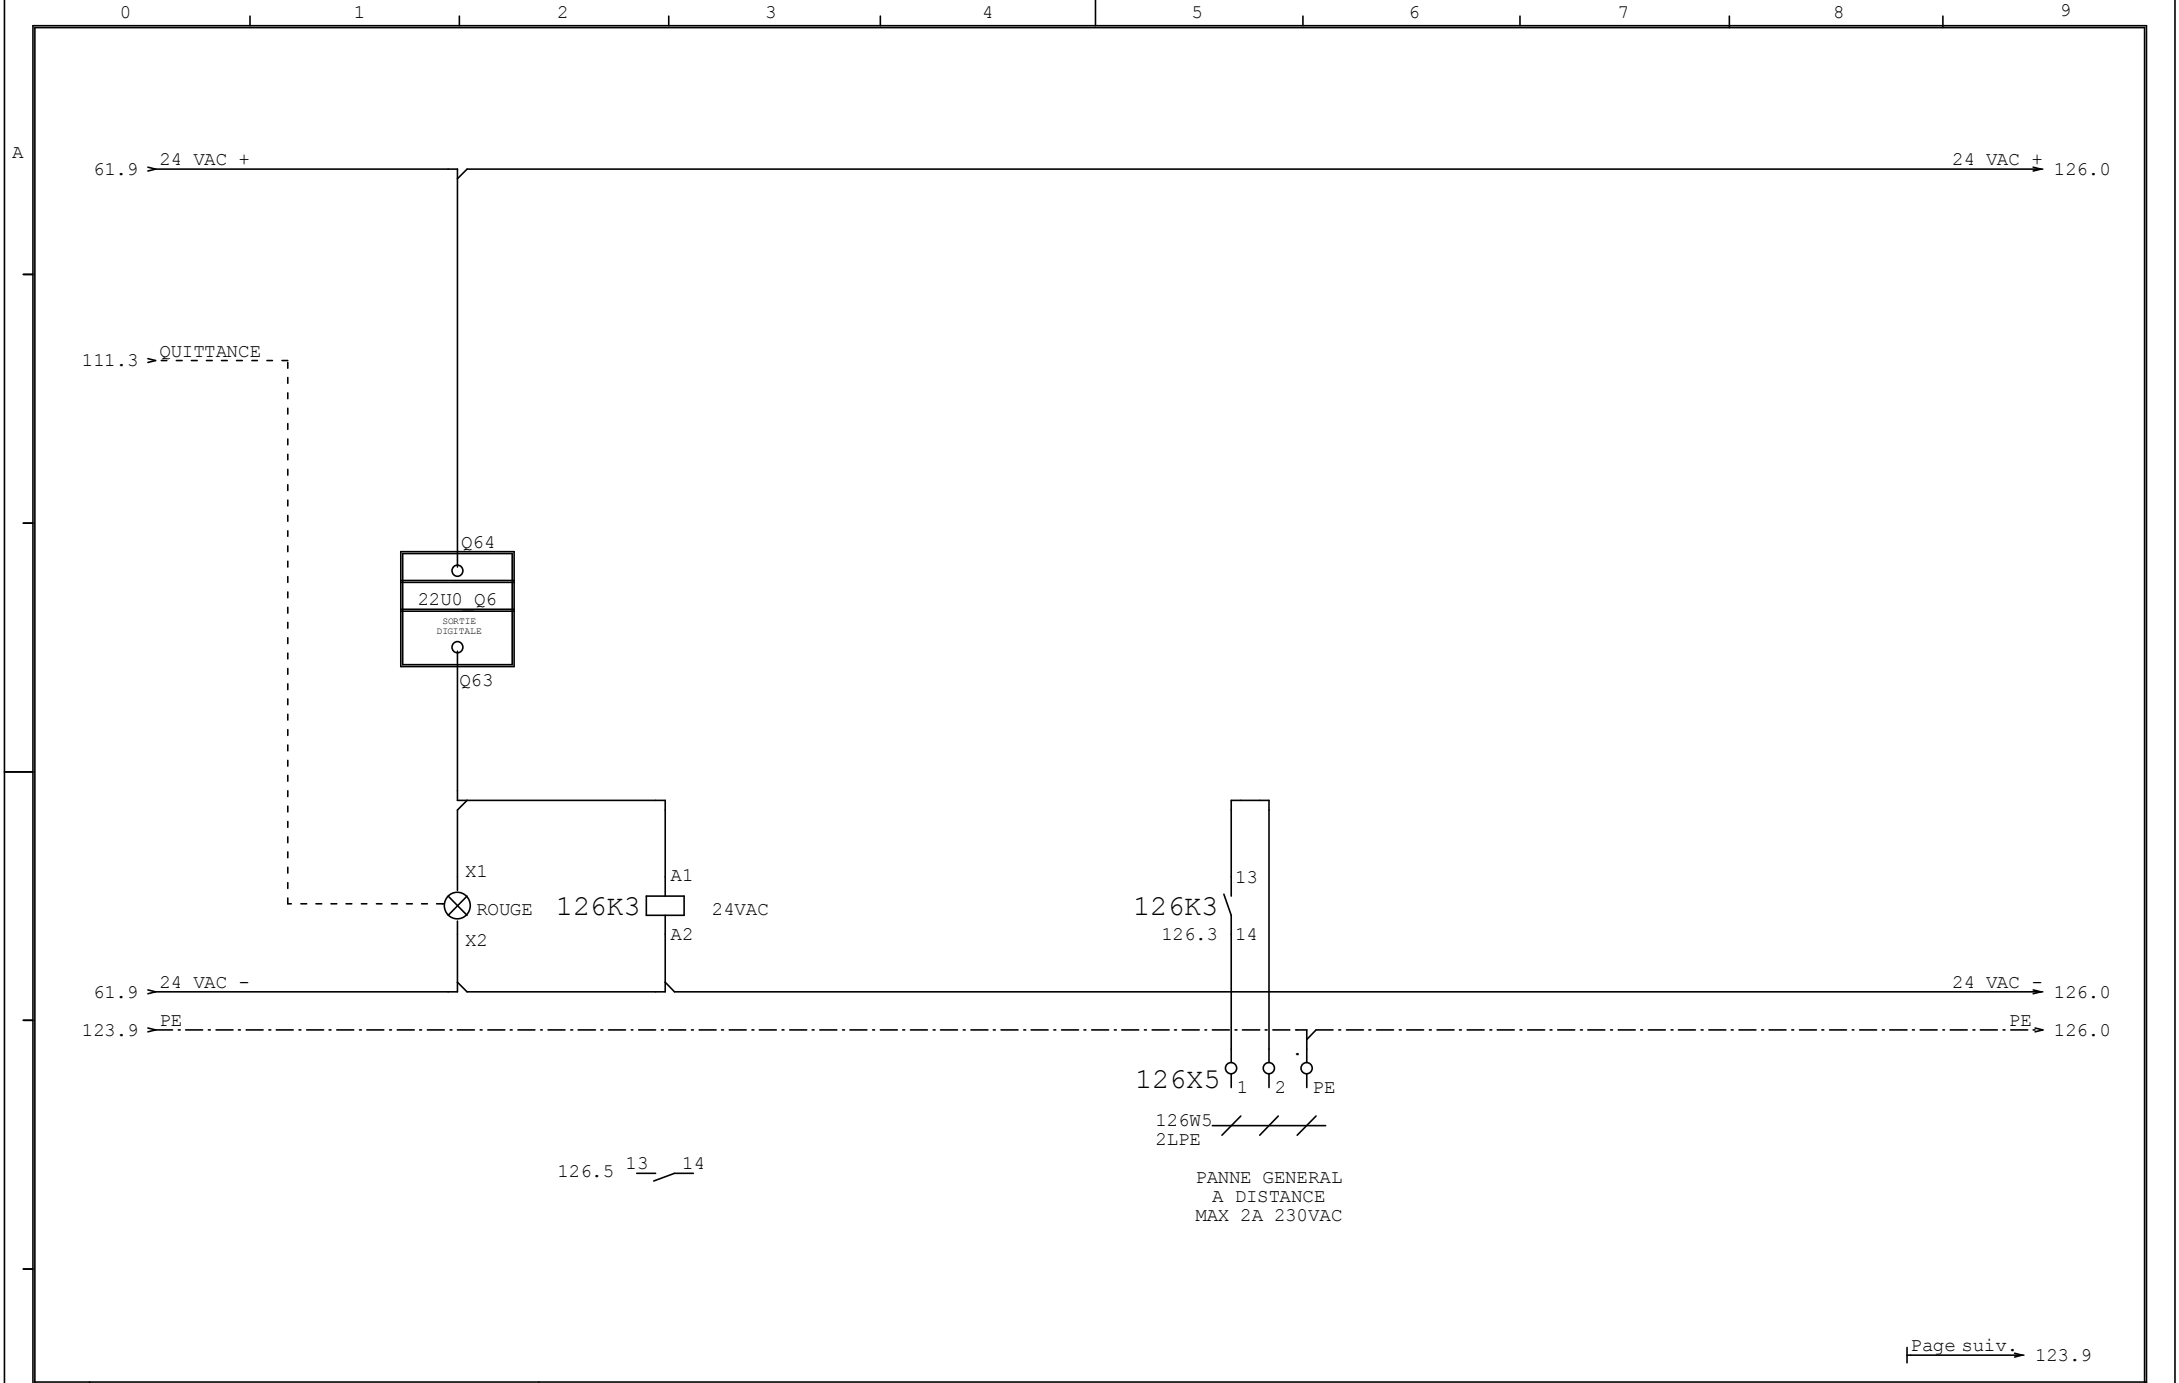 0 1 2 3 4 5 6 7 8 9
A
24 VAC + 24 VAC +
61.9 126.0
QUITTANCE
111.3
Q64
22U0 Q6
SORTIE
DIGITALE
Q63
X1 A1 13
ROUGE 126K3 24VAC 126K3
X2 A2 126.3 14
24 VAC - 24 VAC -
61.9 126.0
PE PE
123.9 126.0
.
126X5 1 2 PE
126W5
2LPE
126.5 13 14
PANNE GENERAL
A DISTANCE
MAX 2A 230VAC
Page suiv. 123.9